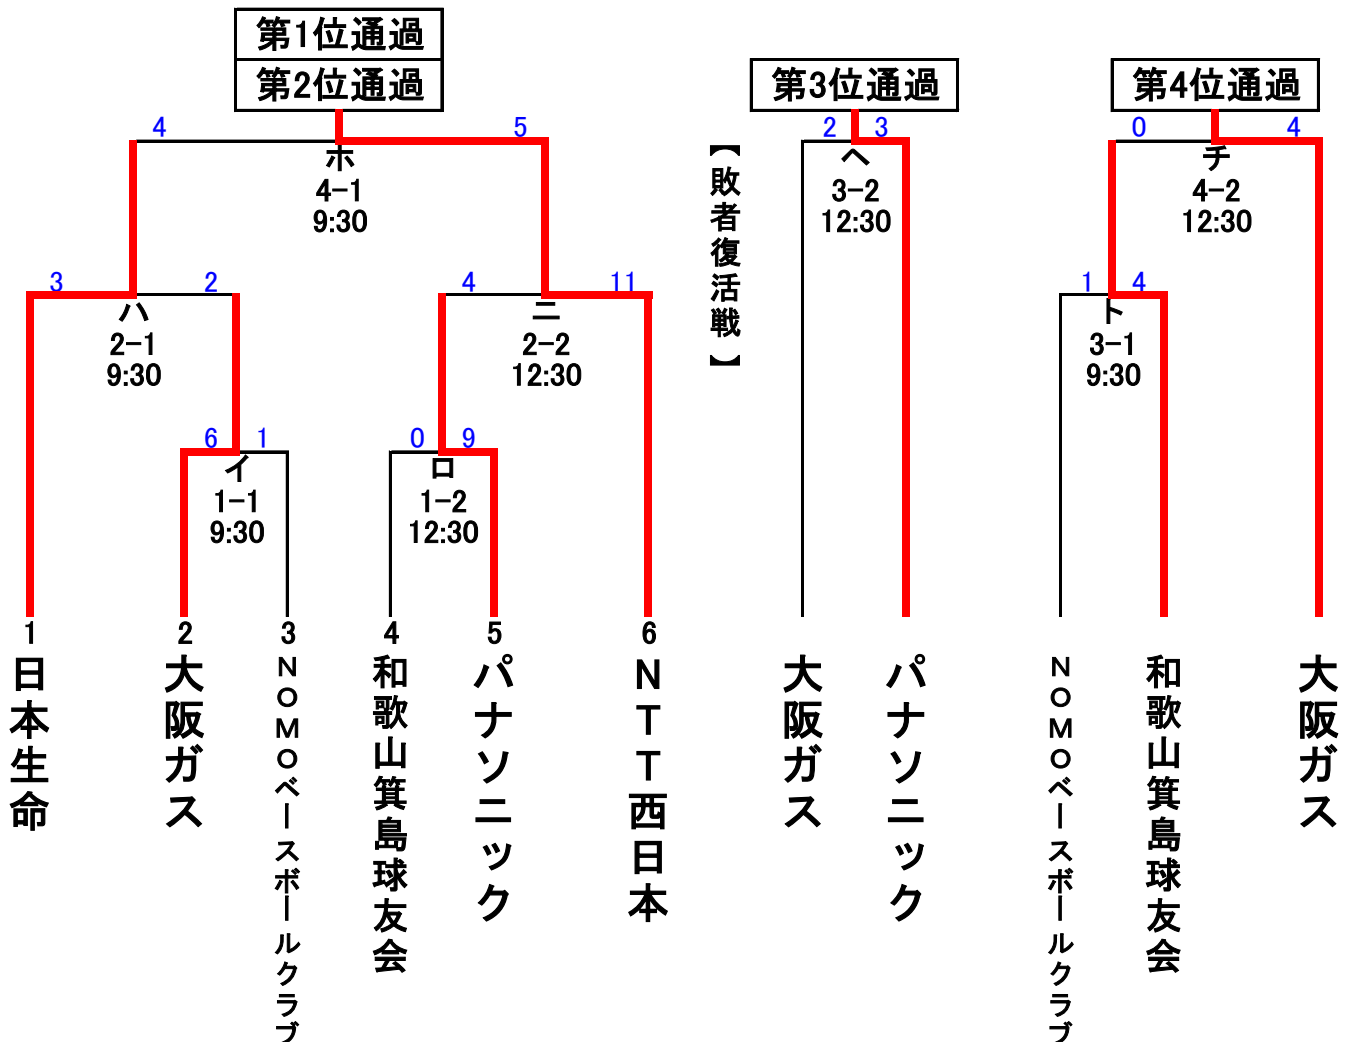 第1位通過
第2位通過
第3位通過
第4位通過
4
5
ホ
4-1
9:30
3
2
ハ
2-1
9:30
4
11
ニ
2-2
12:30
6
1
イ
1-1
9:30
0
9
ロ
1-2
12:30
【敗者復活戦】
2
3
ヘ
3-2
12:30
0
4
チ
4-2
12:30
1
4
ト
3-1
9:30
1
日本生命
2
大阪ガス
3
NOMOベースボールクラブ
4
和歌山箕島球友会
5
パナソニック
6
NTT西日本
大阪ガス
パナソニック
NOMOベースボールクラブ
和歌山箕島球友会
大阪ガス